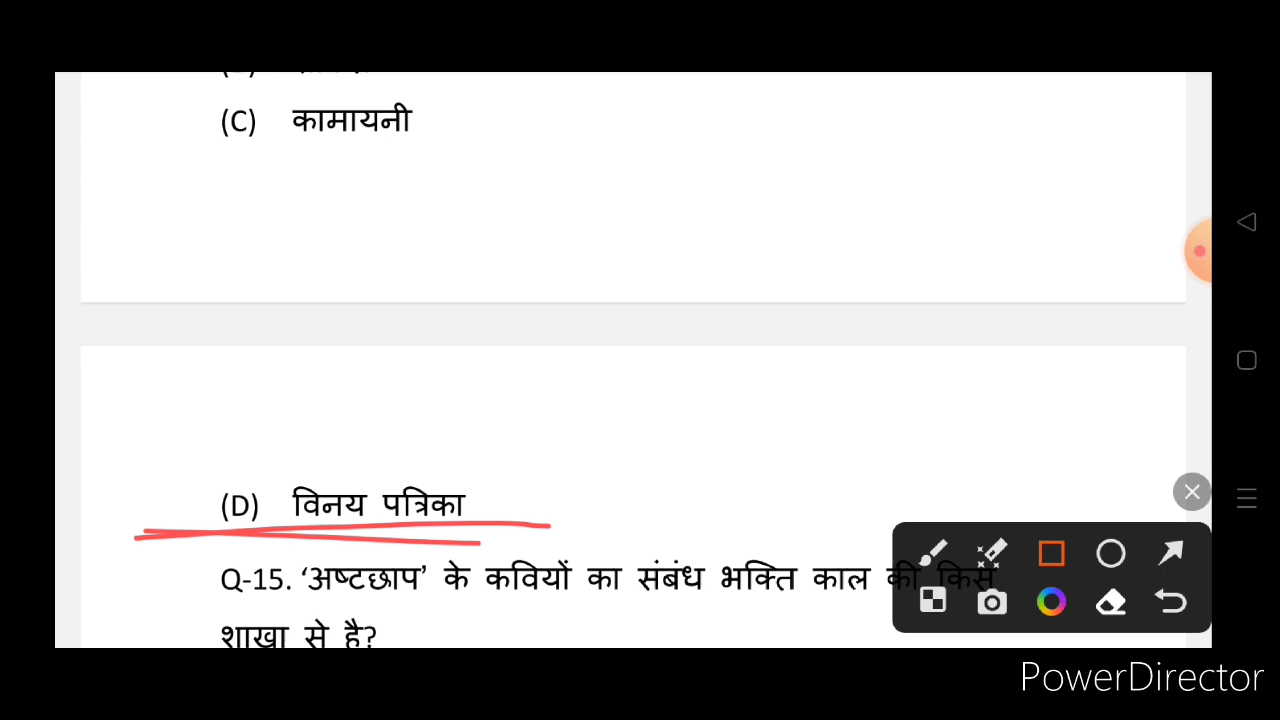 (C) कामायनी
(D) विनय पत्रिका
Q-15. ‘अष्टछाप’ के कवियों का संबंध भक्ति काल की किस
शाखा से है?
PowerDirector